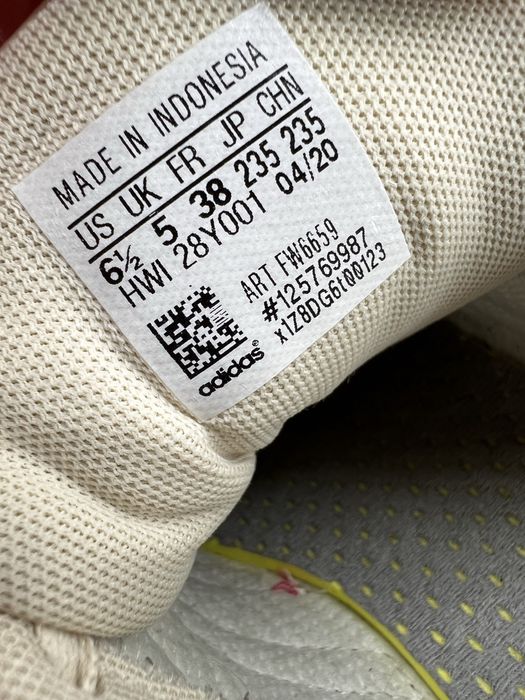 MADE IN INDONESIA
US UK FR JP CHN
6½ 5 38 235 235
HWI 28Y001 04/20
ART FW6659
#125769987
x1Z8DG6t00123
adidas®